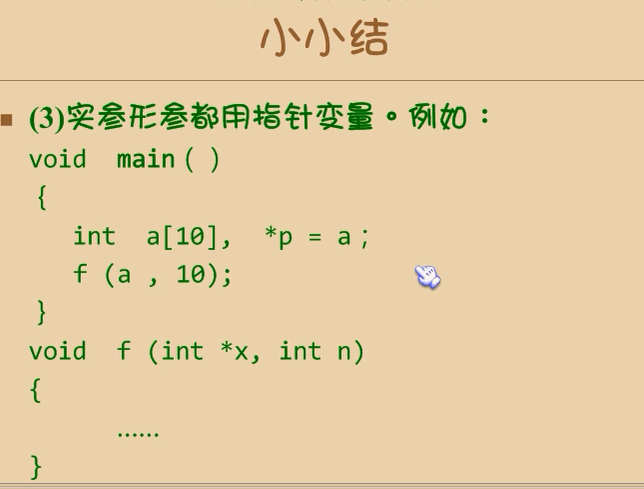 小小结
(3)实参形参都用指针变量。例如：
void main ( )
{
int a[10], *p = a ;
f (a , 10);
}
void f (int *x, int n)
{
......
}